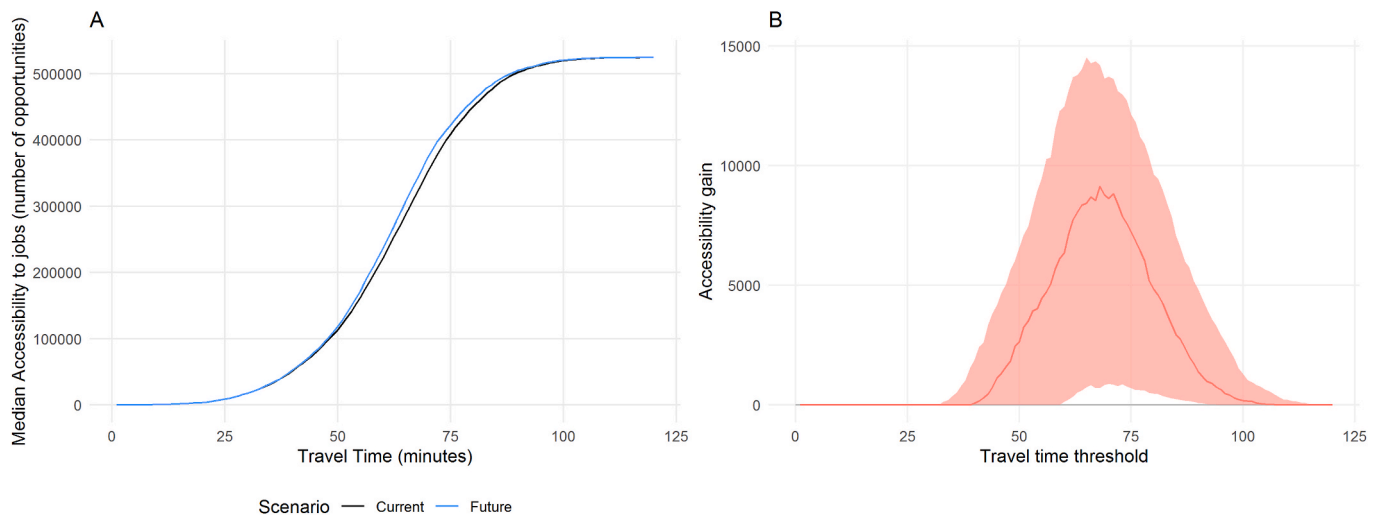 A
Median Accessibility to jobs (number of opportunities)
500000
400000
300000
200000
100000
0
0 25 50 75 100 125
Travel Time (minutes)
Scenario Current Future
B
Accessibility gain
15000
10000
5000
0
0 25 50 75 100 125
Travel time threshold